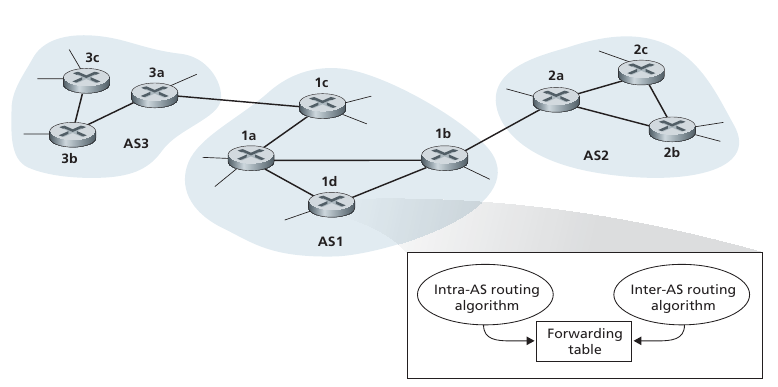 3c
3a
3b
AS3
1c
1a
1b
1d
AS1
2c
2a
2b
AS2
Intra-AS routing
algorithm
Inter-AS routing
algorithm
Forwarding
table